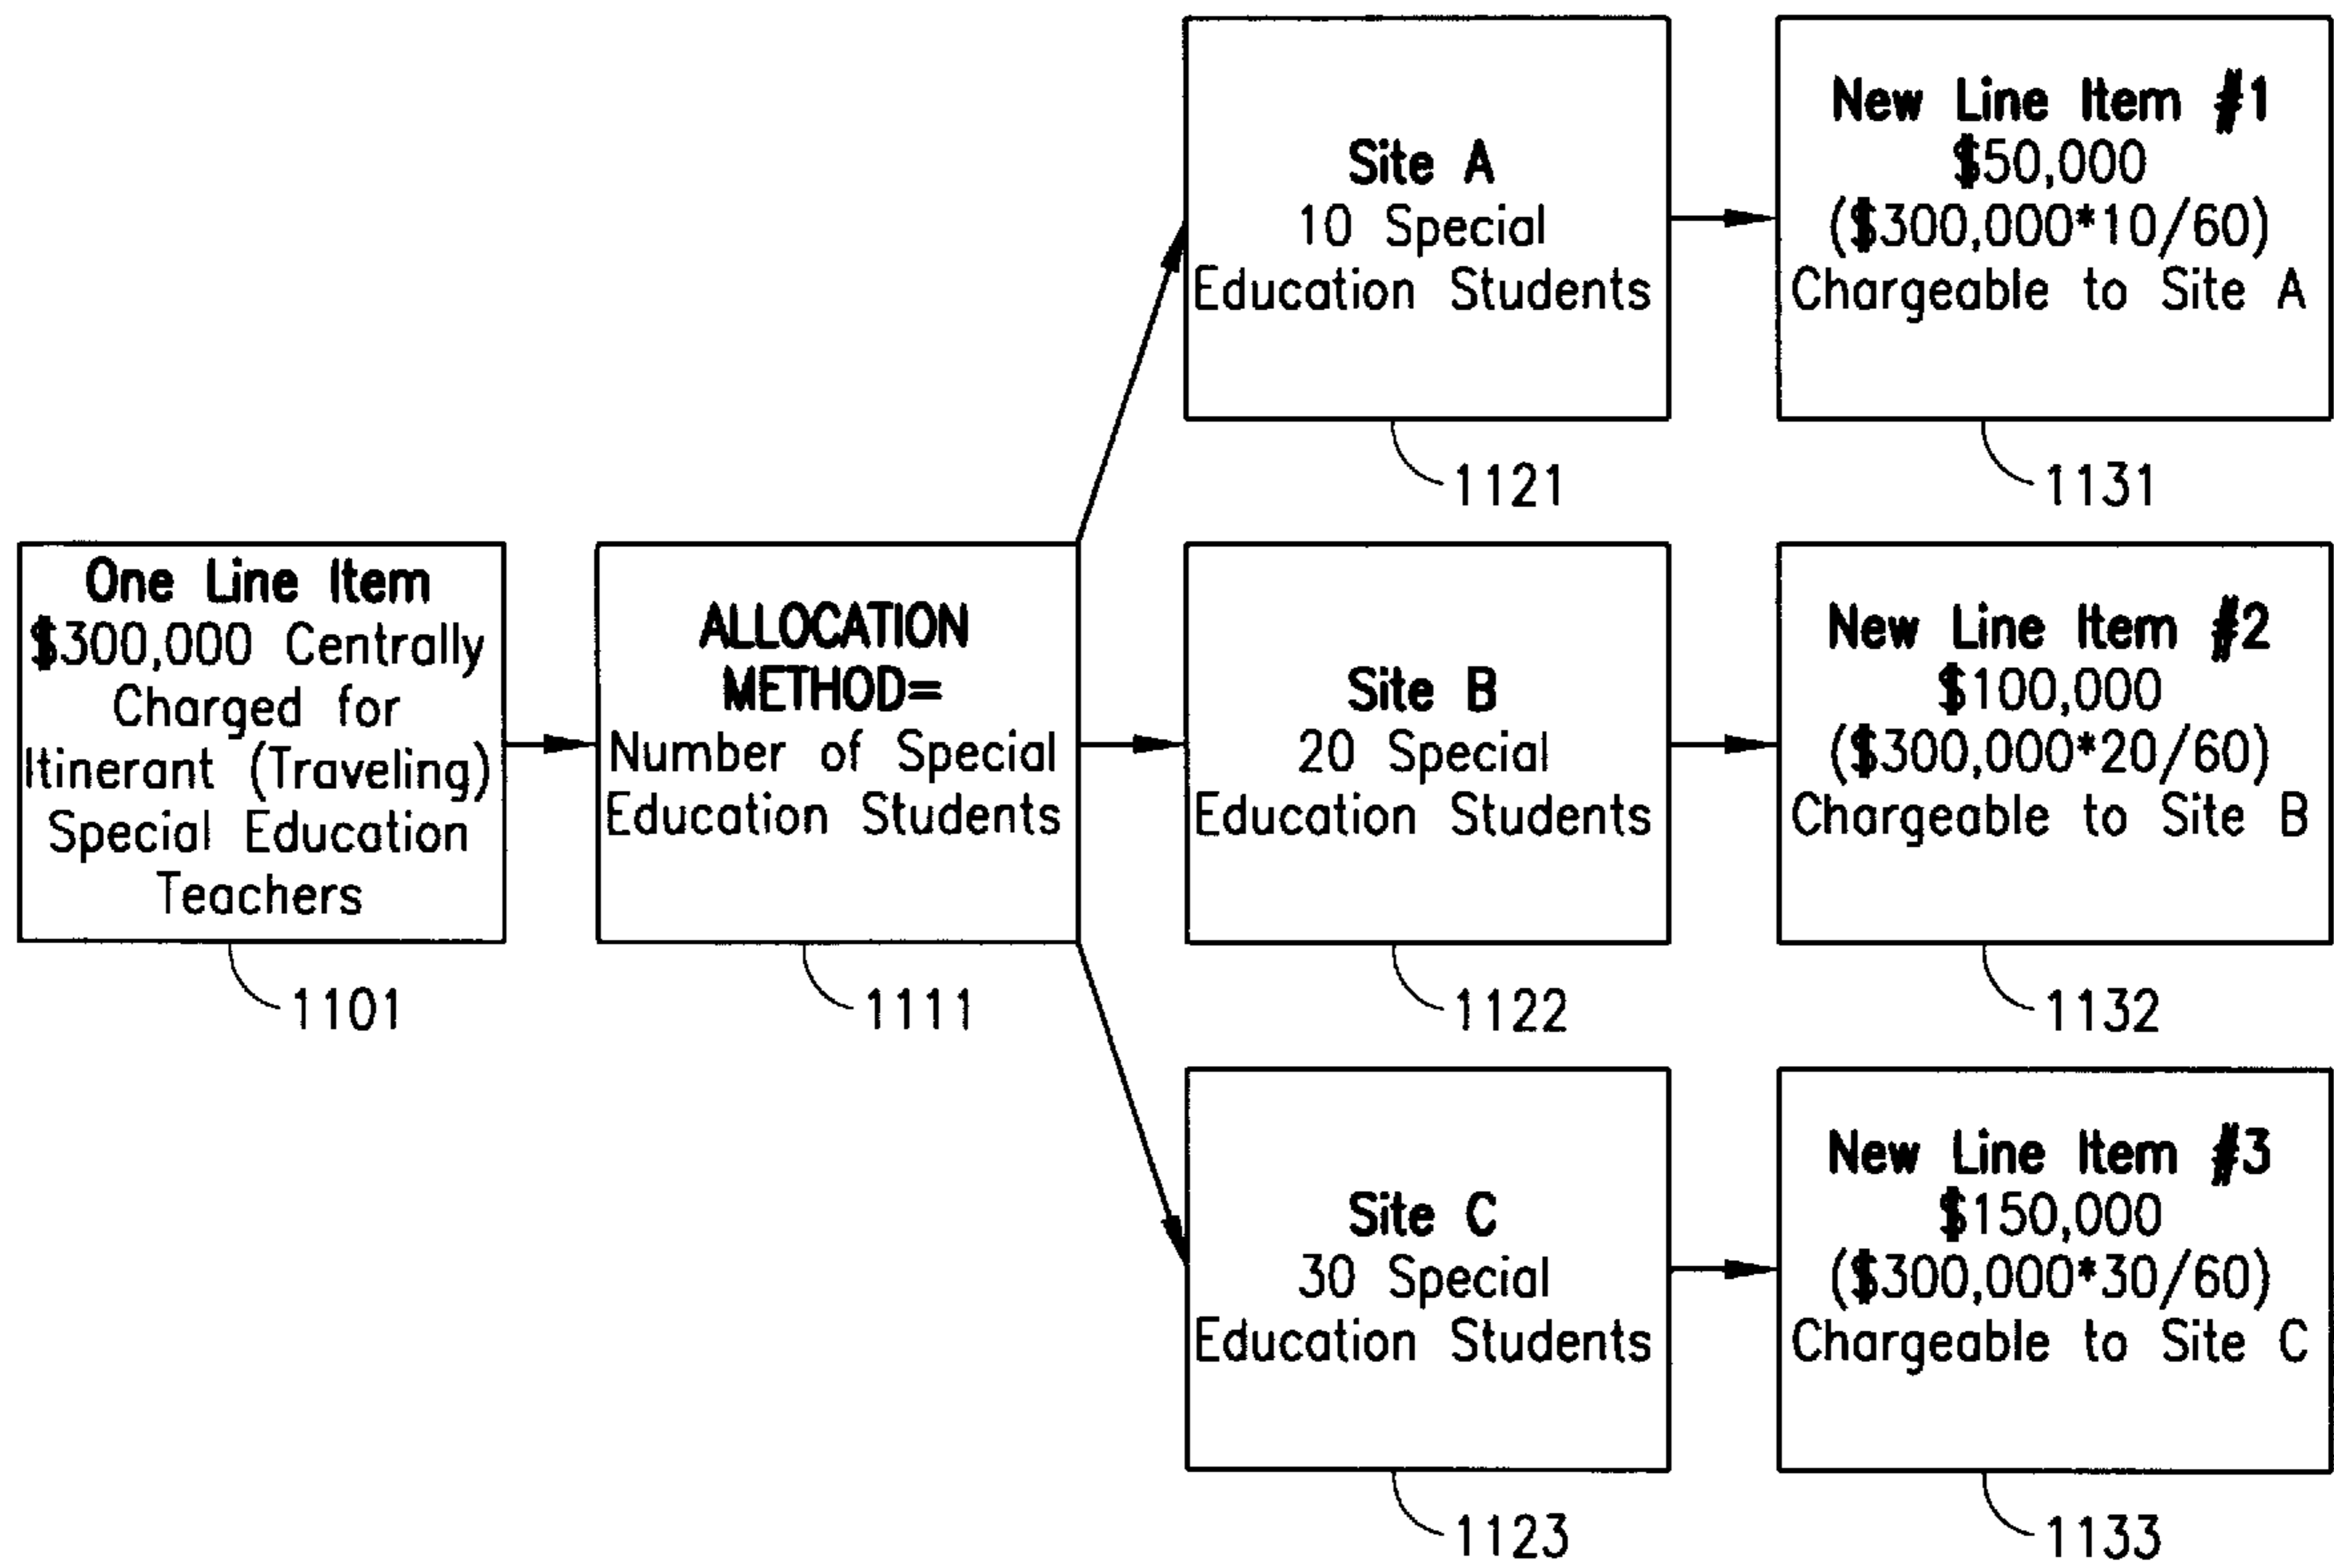 One Line Item
$300,000 Centrally
Charged for
Itinerant (Traveling)
Special Education
Teachers
1101
ALLOCATION
METHOD=
Number of Special
Education Students
1111
Site A
10 Special
Education Students
1121
New Line Item #1
$50,000
($300,000*10/60)
Chargeable to Site A
1131
Site B
20 Special
Education Students
1122
New Line Item #2
$100,000
($300,000*20/60)
Chargeable to Site B
1132
Site C
30 Special
Education Students
1123
New Line Item #3
$150,000
($300,000*30/60)
Chargeable to Site C
1133